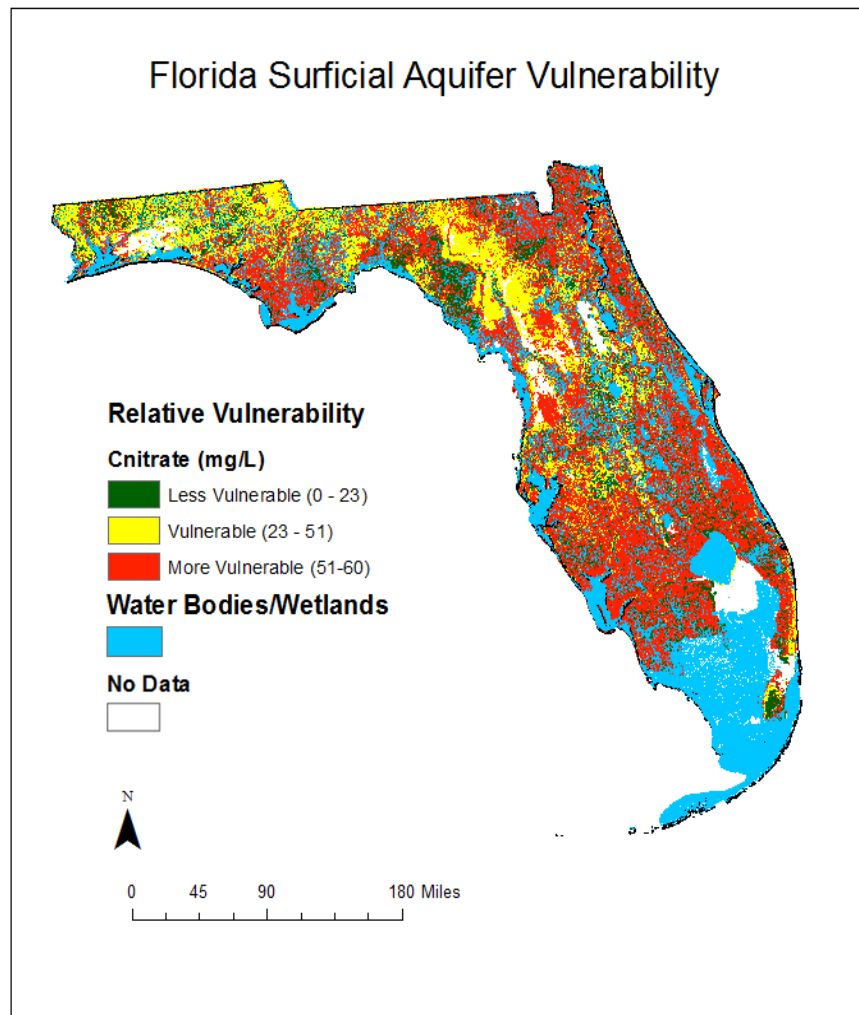 Florida Surficial Aquifer Vulnerability
Relative Vulnerability
Cnitrate (mg/L)
Less Vulnerable (0 - 23)
Vulnerable (23 - 51)
More Vulnerable (51-60)
Water Bodies/Wetlands
No Data
N
0 45 90 180 Miles